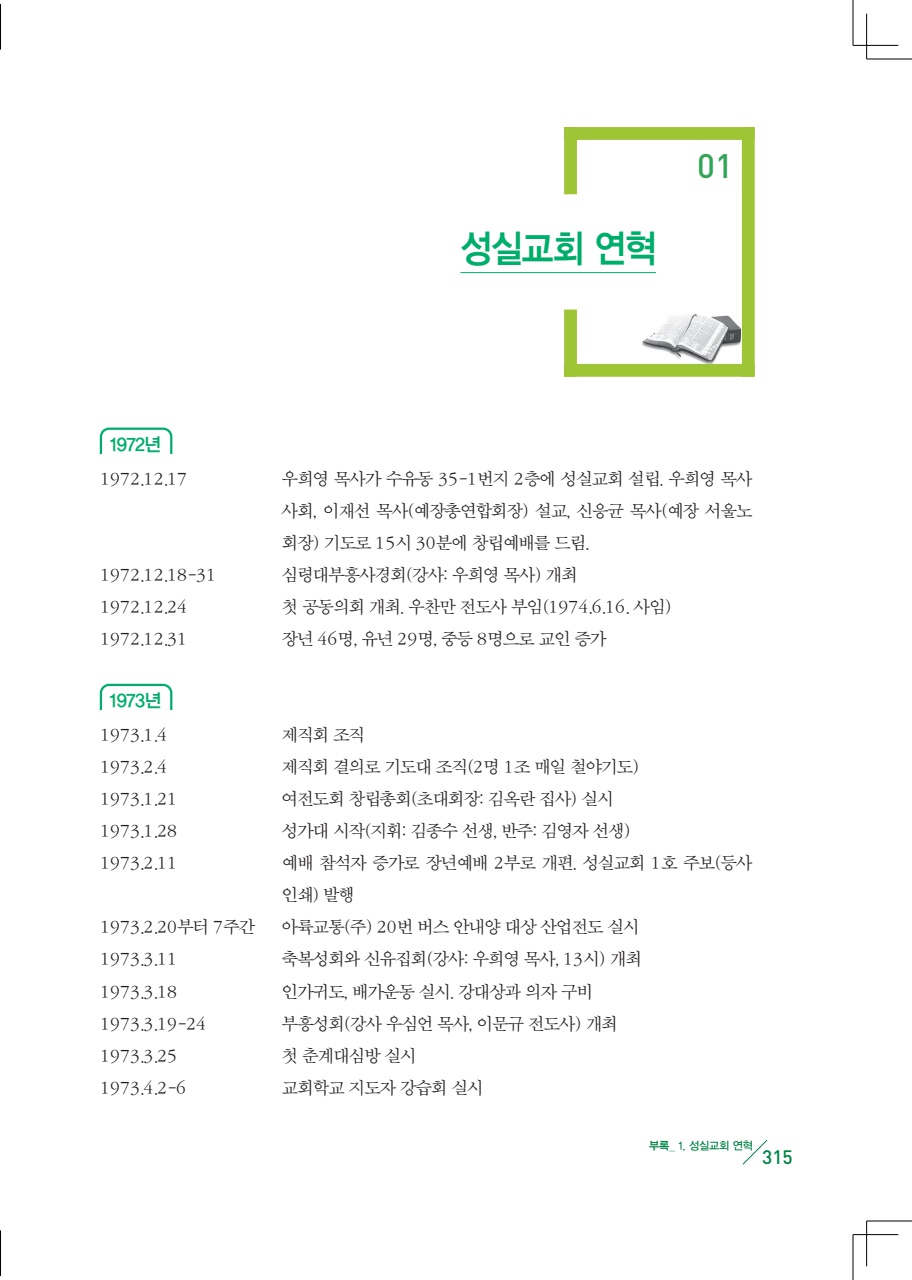 01
성실교회 연혁
1972년
1972.12.17 우희영 목사가 수유동 35-1번지 2층에 성실교회 설립. 우희영 목사
사회, 이재선 목사(예장총연합회장) 설교, 신응균 목사(예장 서울노
회장) 기도로 15시 30분에 창립예배를 드림.
1972.12.18-31 심령대부흥사경회(강사: 우희영 목사) 개최
1972.12.24 첫 공동의회 개최. 우찬만 전도사 부임(1974.6.16. 사임)
1972.12.31 장년 46명, 유년 29명, 중등 8명으로 교인 증가
1973년
1973.1.4 제직회 조직
1973.2.4 제직회 결의로 기도대 조직(2명 1조 매일 철야기도)
1973.1.21 여전도회 창립총회(초대회장: 김옥란 집사) 실시
1973.1.28 성가대 시작(지휘: 김종수 선생, 반주: 김영자 선생)
1973.2.11 예배 참석자 증가로 장년예배 2부로 개편. 성실교회 1호 주보(등사
인쇄) 발행
1973.2.20부터 7주간 아륙교통(주) 20번 버스 안내양 대상 산업전도 실시
1973.3.11 축복성회와 신유집회(강사: 우희영 목사, 13시) 개최
1973.3.18 인가귀도, 배가운동 실시. 강대상과 의자 구비
1973.3.19-24 부흥성회(강사 우심언 목사, 이문규 전도사) 개최
1973.3.25 첫 춘계대심방 실시
1973.4.2-6 교회학교 지도자 강습회 실시
부록_ 1. 성실교회 연혁 315